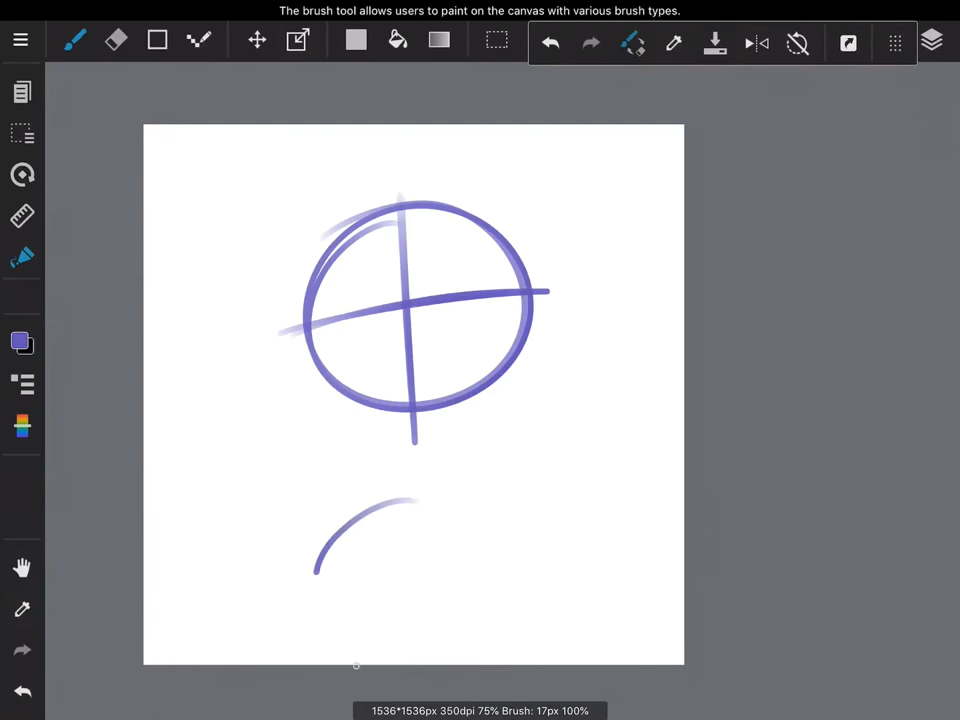 The brush tool allows users to paint on the canvas with various brush types.
1536*1536px 350dpi 75% Brush: 17px 100%